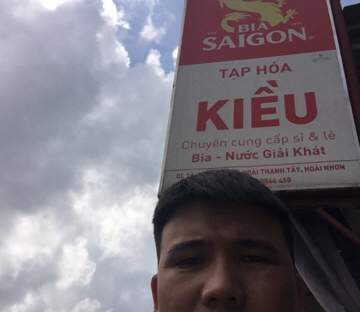 BIA
SAIGON
TẠP HÓA
KIỀU
Chuyên cung cấp sỉ & lẻ
Bia - Nước Giải Khát
HOÀI THANH TÂY, HOÀI NHƠN